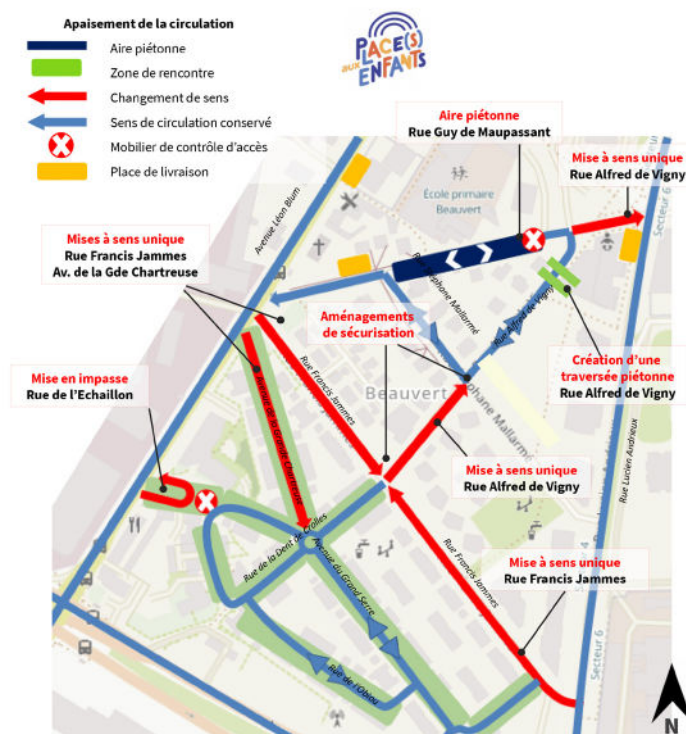 Apaisement de la circulation
Aire piétonne
Zone de rencontre
Changement de sens
Sens de circulation conservé
Mobilier de contrôle d'accès
Place de livraison
PLACE(S)
aux
ENFANTS
Aire piétonne
Rue Guy de Maupassant
Mise à sens unique
Rue Alfred de Vigny
École primaire
Beauvert
Avenue Léon Blum
Secteur 6
Mises à sens unique
Rue Francis Jammes
Av. de la Gde Chartreuse
Rue Stéphane Mallarmé
Rue Alfred de Vigny
Aménagements
de sécurisation
Création d'une
traversée piétonne
Rue Alfred de Vigny
Mise en impasse
Rue de l'Echaillon
Rue Francis Jammes
Beauvert
phane Mallarmé
Avenue de la Grande Chartreuse
Rue Lucien Andrieux
Mise à sens unique
Rue Alfred de Vigny
Rue de la Dent de Crolles
Avenue du Grand Serre
Rue Francis Jammes
Mise à sens unique
Rue Francis Jammes
Secteur 4
Secteur 6
Rue de l'Obiou
N